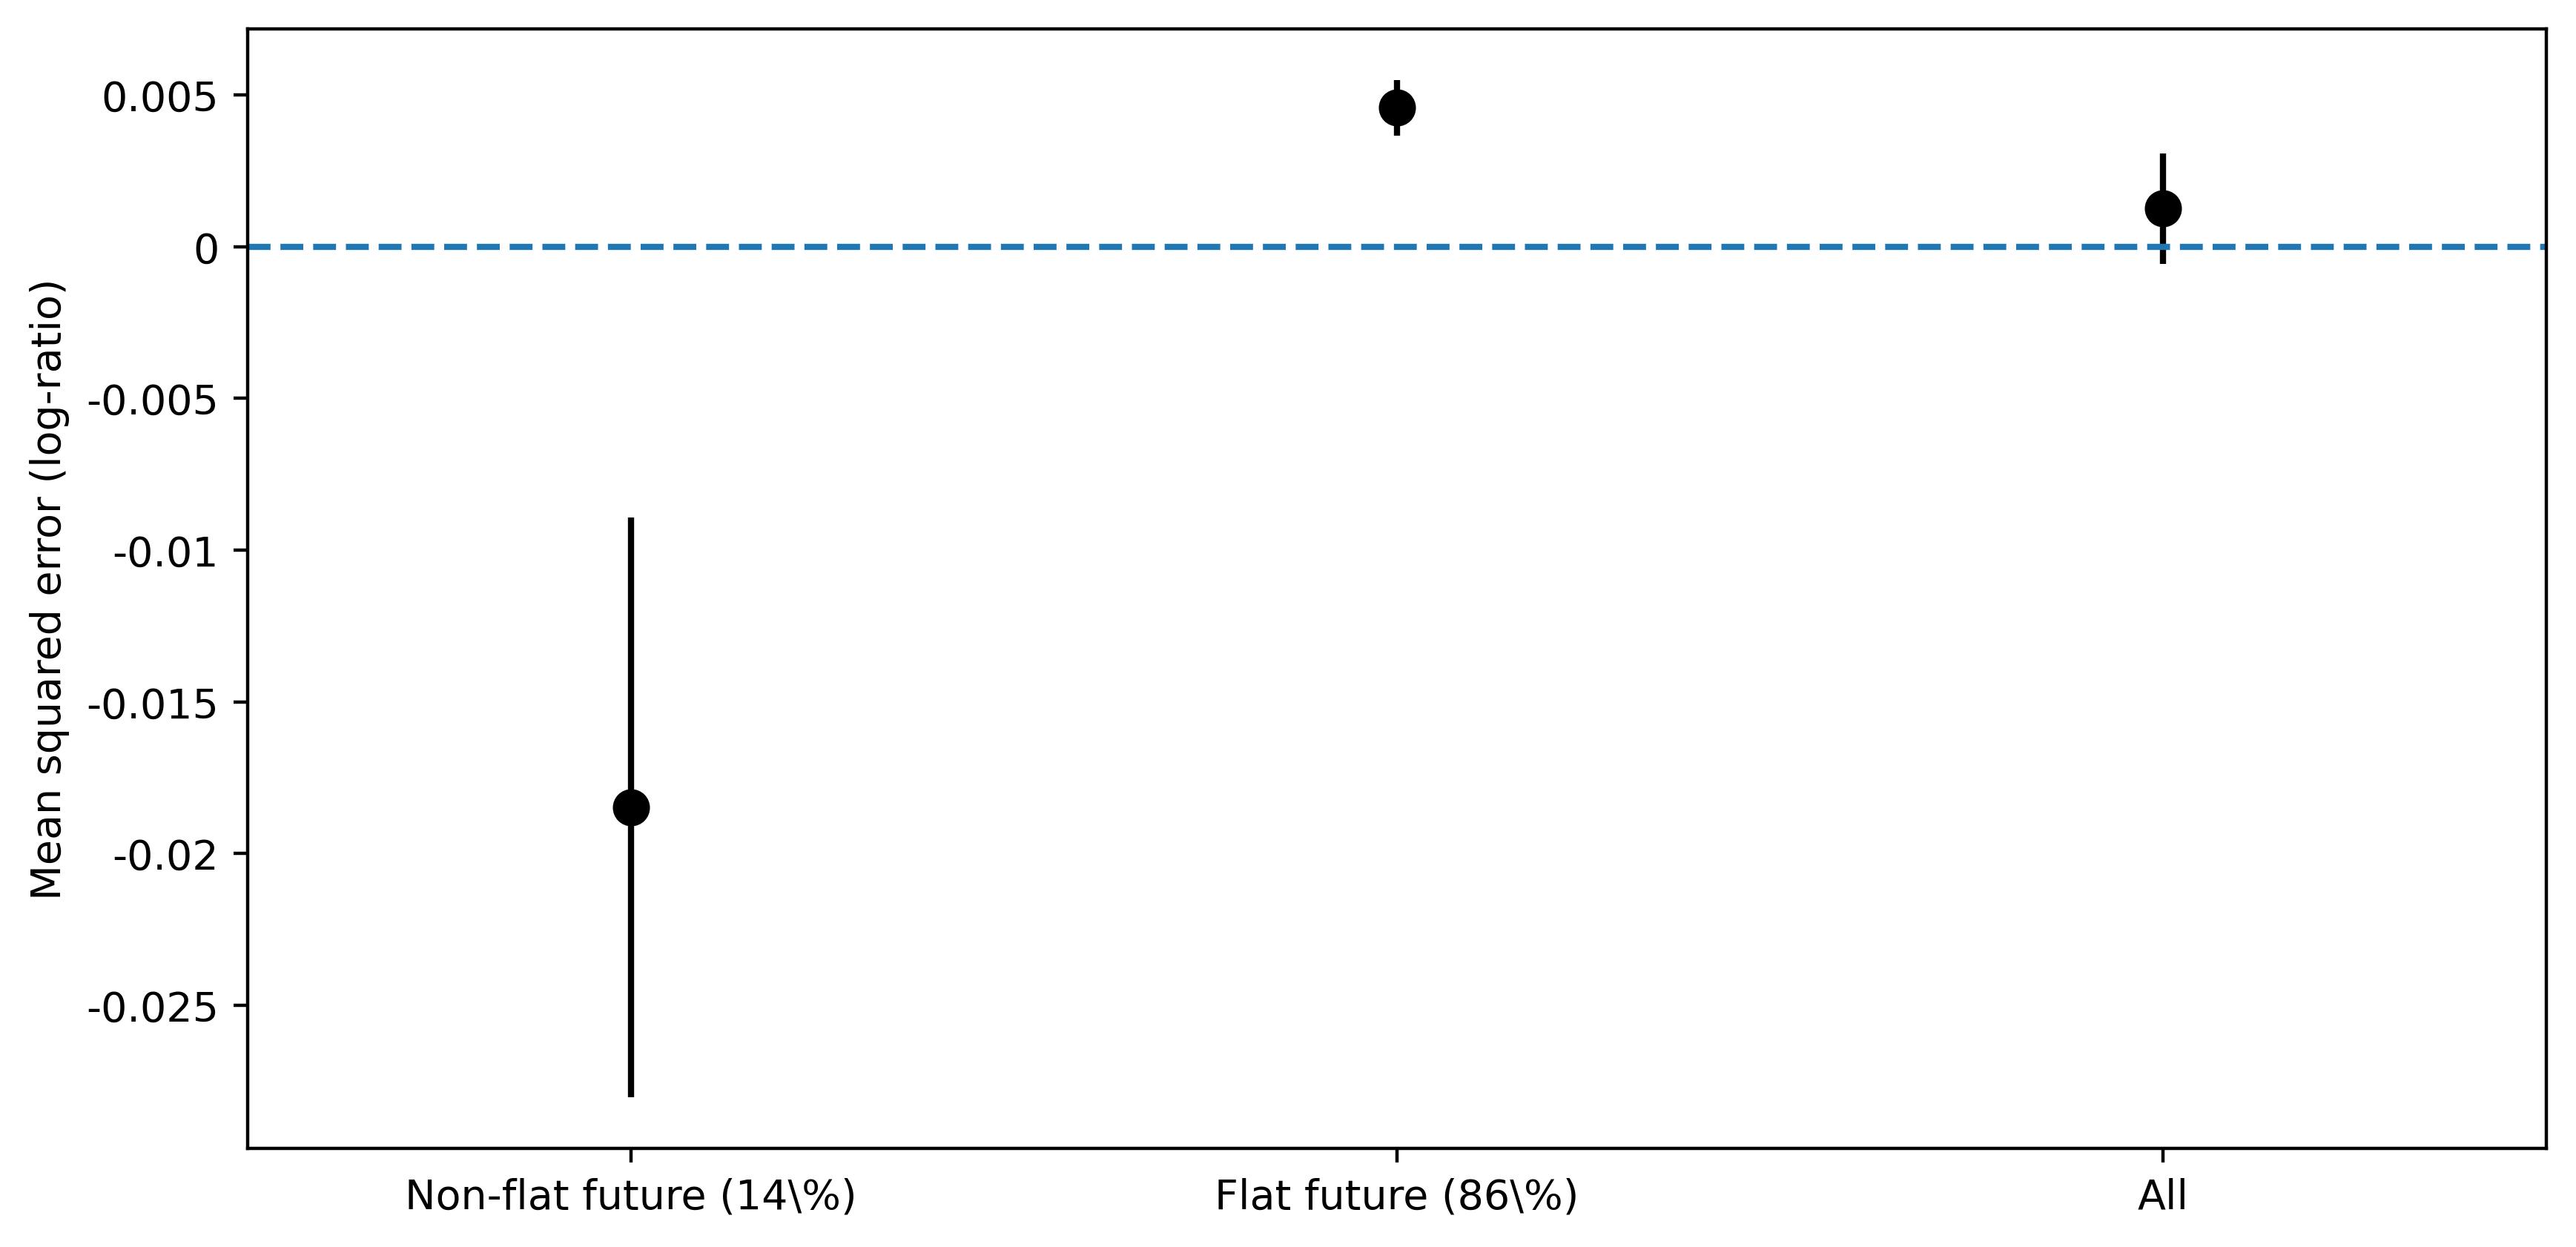 Mean squared error (log-ratio)
0.005
0
-0.005
-0.01
-0.015
-0.02
-0.025
Non-flat future (14\%)
Flat future (86\%)
All